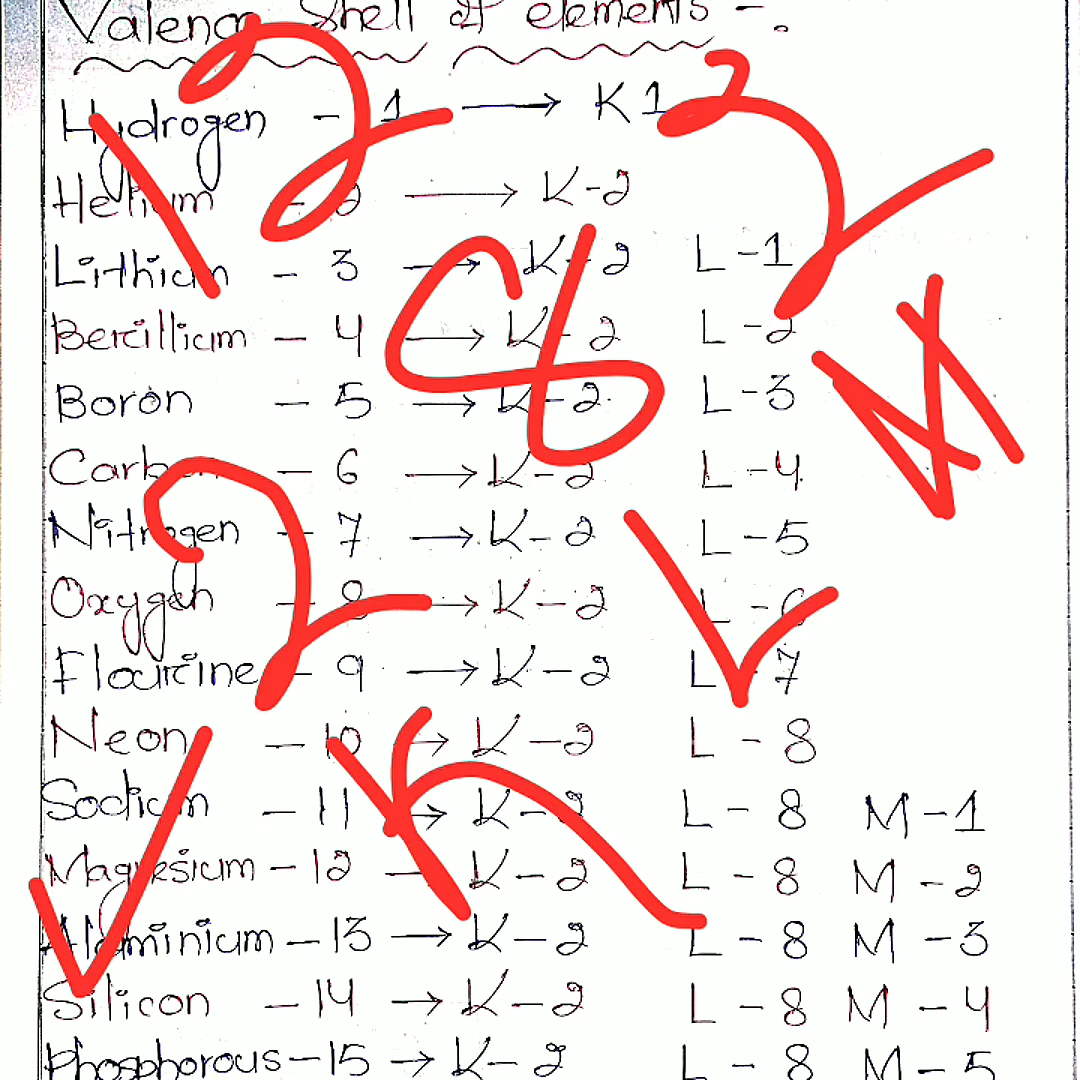 Valency Shell of elements -:
Hydrogen - 1 → K 1
Helium - 2 → K-2
Lithium - 3 → K-2 L-1
Bercillium - 4 → K-2 L-2
Boron - 5 → K-2 L-3
Carbon - 6 → K-2 L-4
Nitrogen - 7 → K-2 L-5
Oxygen - 8 → K-2 L-6
Flourcine - 9 → K-2 L-7
Neon - 10 → K-2 L-8
Sodium - 11 → K-2 L-8 M-1
Magnesium - 12 → K-2 L-8 M-2
Aluminium - 13 → K-2 L-8 M-3
Silicon - 14 → K-2 L-8 M-4
Phosphorous - 15 → K-2 L-8 M-5